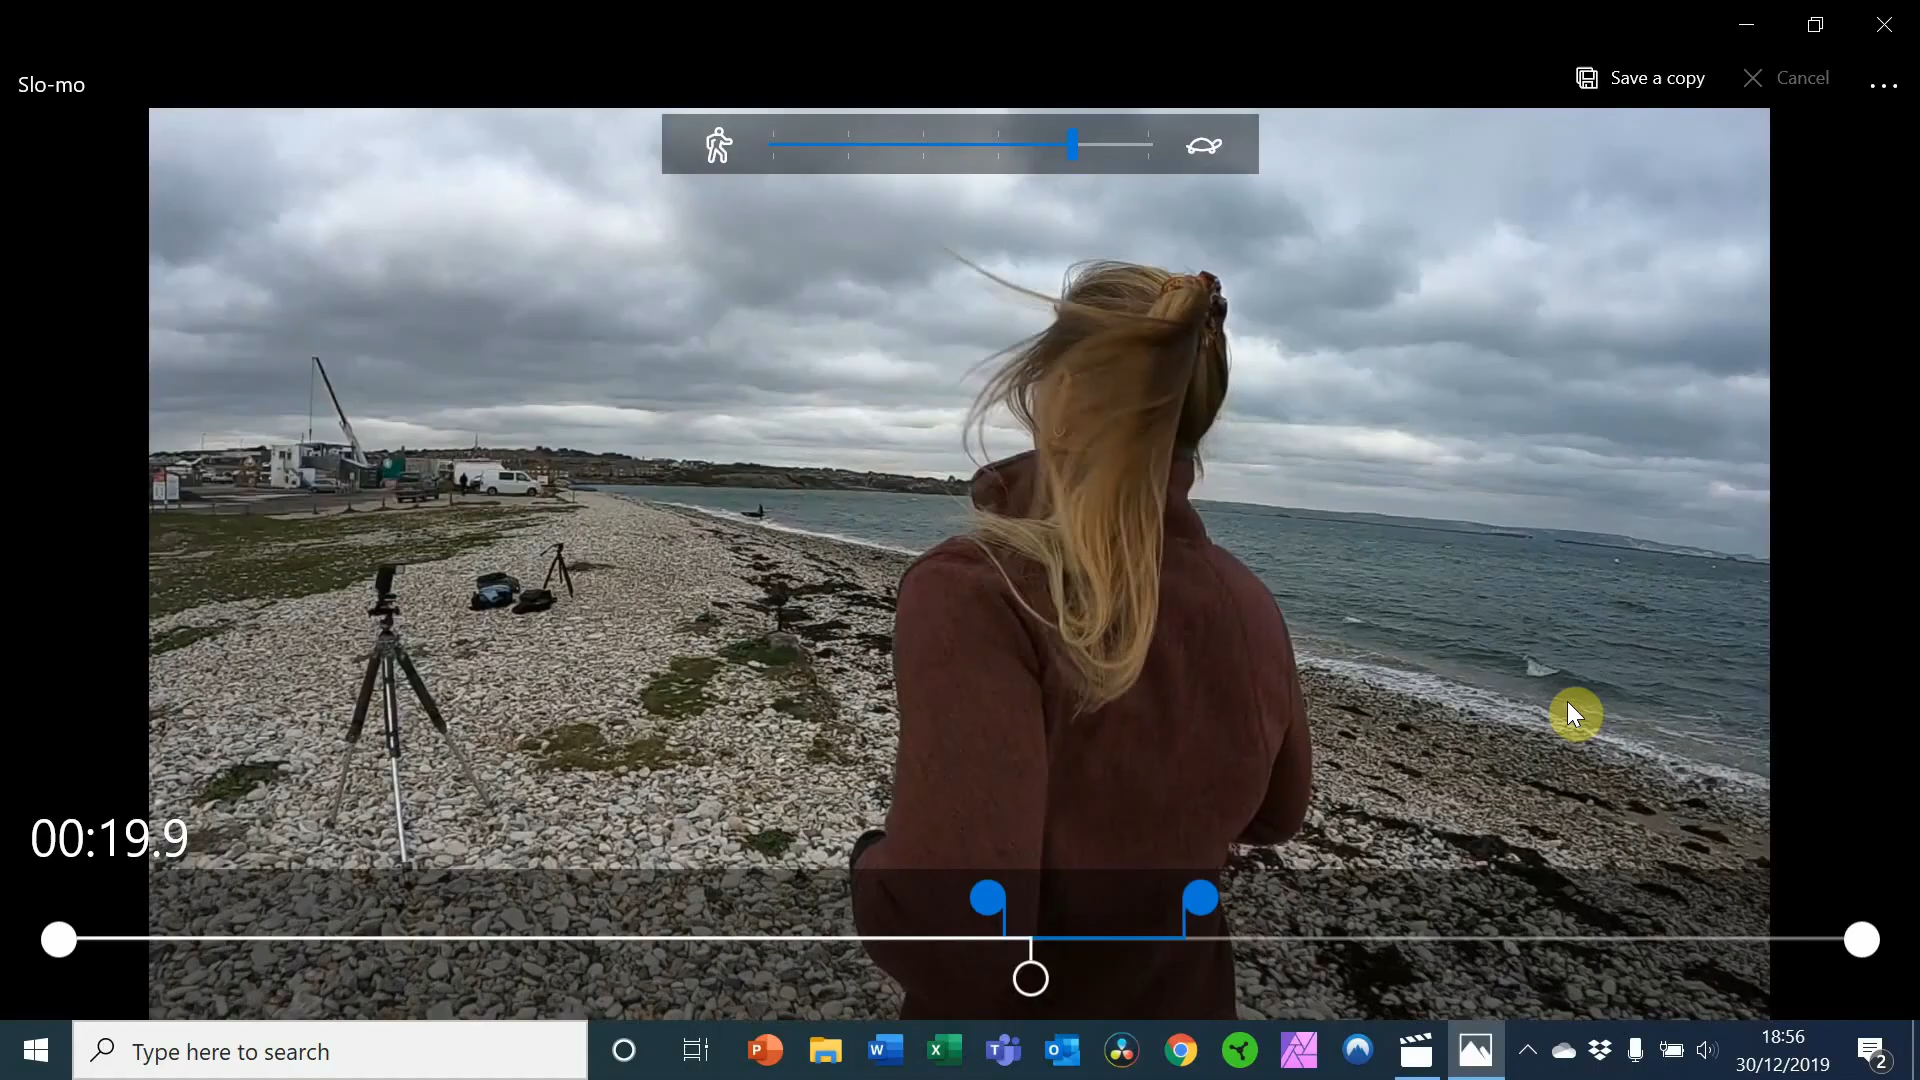 Slo-mo
Save a copy
Cancel
00:19.9
Type here to search
P
W
X
T
O
18:56
30/12/2019
2